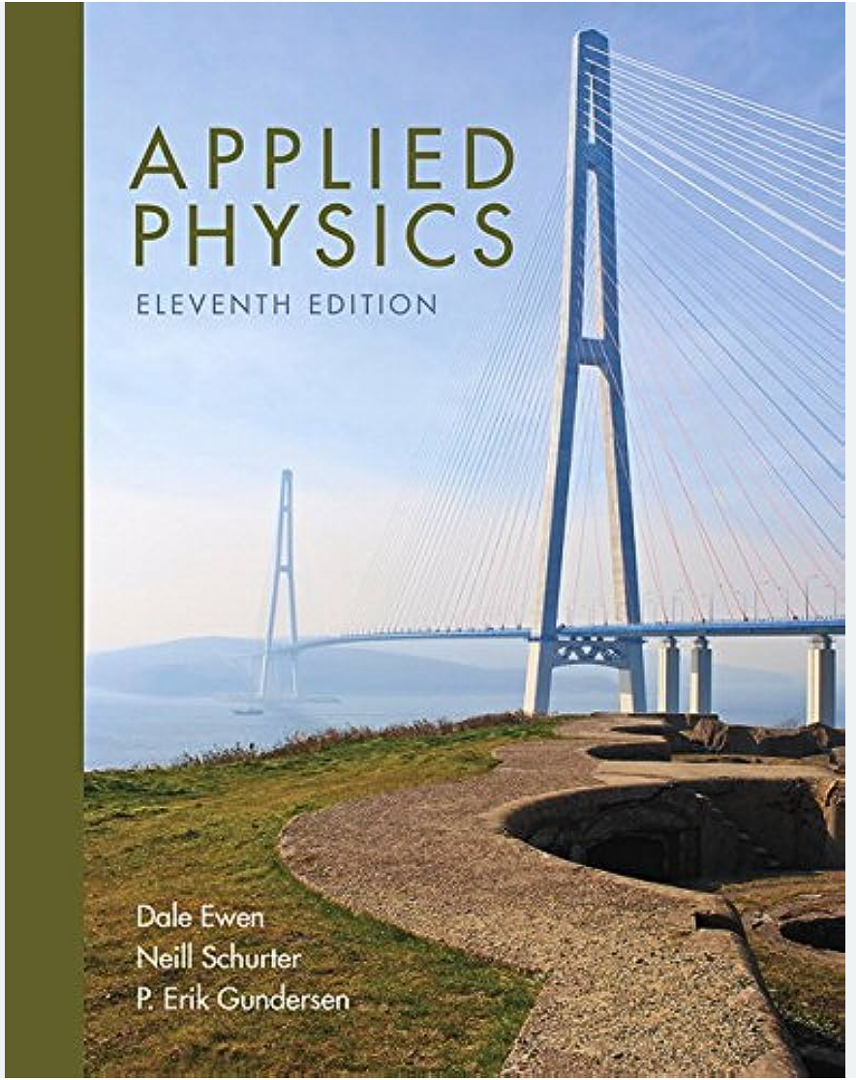 APPLIED
PHYSICS
ELEVENTH EDITION
Dale Ewen
Neill Schurter
P. Erik Gundersen